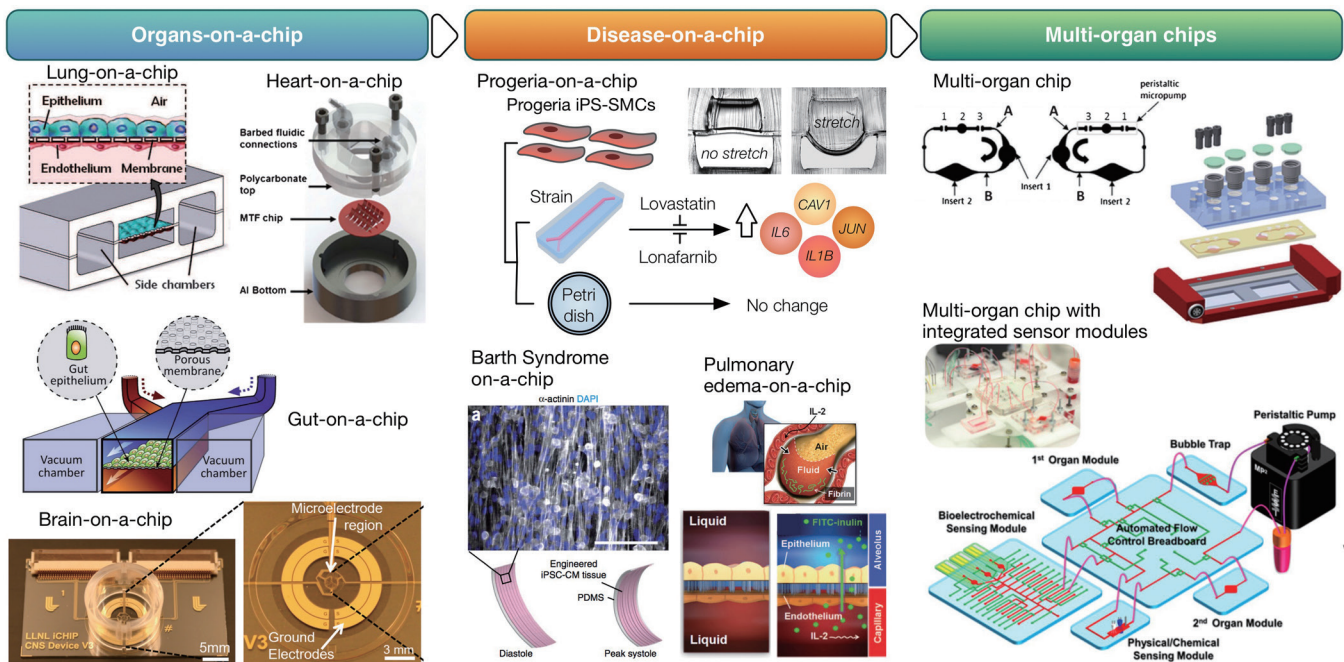 Organs-on-a-chip
Disease-on-a-chip
Multi-organ chips
Lung-on-a-chip
Epithelium
Air
Endothelium
Membrane
Side chambers
Heart-on-a-chip
Barbed fluidic
connections
Polycarbonate
top
MTF chip
Al Bottom
Gut
epithelium
Porous
membrane
Gut-on-a-chip
Vacuum
chamber
Vacuum
chamber
Brain-on-a-chip
LLNL iCHIP
CNS Device V3
1
#
5mm
Microelectrode
region
Ground
Electrodes
V3
3 mm
Progeria-on-a-chip
Progeria iPS-SMCs
no stretch
stretch
Strain
Lovastatin
Lonafarnib
CAV1
IL6
JUN
IL1B
Petri
dish
No change
Barth Syndrome
on-a-chip
α-actinin DAPI
a
Engineered
iPSC-CM tissue
PDMS
Diastole
Peak systole
Pulmonary
edema-on-a-chip
IL-2
Air
Fluid
Fibrin
Liquid
Liquid
FITC-inulin
Epithelium
Endothelium
IL-2
Alveolus
Capillary
Multi-organ chip
peristaltic
micropump
A
A
1 2 3
3 2 1
Insert 1
B
B
Insert 2
Insert 2
Multi-organ chip with
integrated sensor modules
Peristaltic Pump
Bubble Trap
1st Organ Module
Bioelectrochemical
Sensing Module
Automated Flow
Control Breadboard
2nd Organ Module
Physical/Chemical
Sensing Module